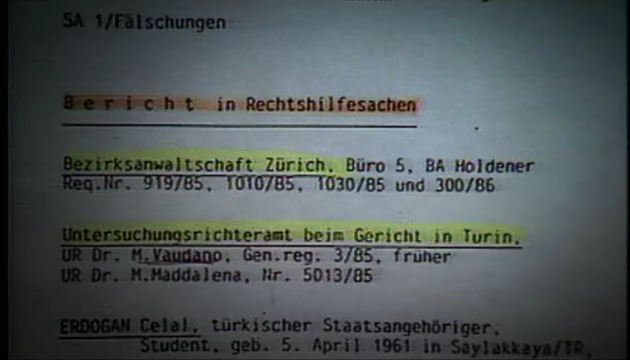 SA 1/Fälschungen
B e r i c h t in Rechtshilfesachen
Bezirksanwaltschaft Zürich, Büro 5, BA Holdener
Reg.Nr. 919/85, 1010/85, 1030/85 und 300/86
Untersuchungsrichteramt beim Gericht in Turin,
UR Dr. M.Vaudano, Gen.reg. 3/85, früher
UR Dr. M.Maddalena, Nr. 5013/85
ERDOGAN Celal, türkischer Staatsangehöriger,
Student, geb. 5. April 1961 in Saylakkaya/TR,